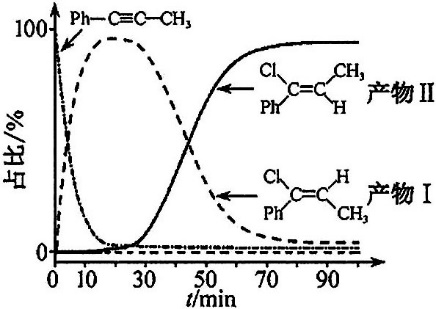 100
Ph—C≡C—CH₃
占比/%
Cl CH₃
C=C
Ph H
产物Ⅱ
Cl H
C=C
Ph CH₃
产物Ⅰ
0
0 10 30 50 70 90
t/min